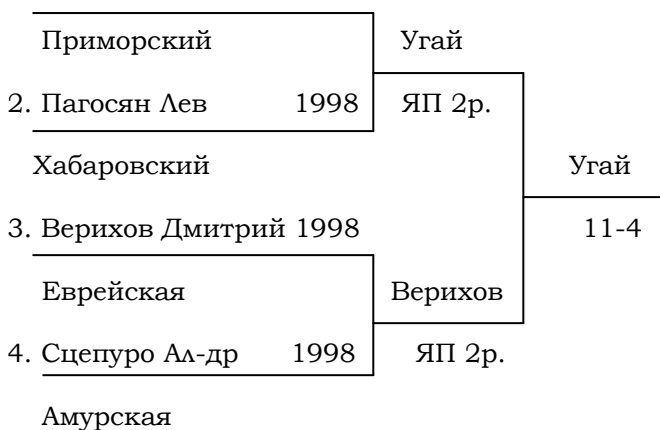 Приморский Угай
2. Пагосян Лев 1998 ЯП 2р.
Хабаровский Угай
3. Верихов Дмитрий 1998 11-4
Еврейская Верихов
4. Сцепуро Ал-др 1998 ЯП 2р.
Амурская